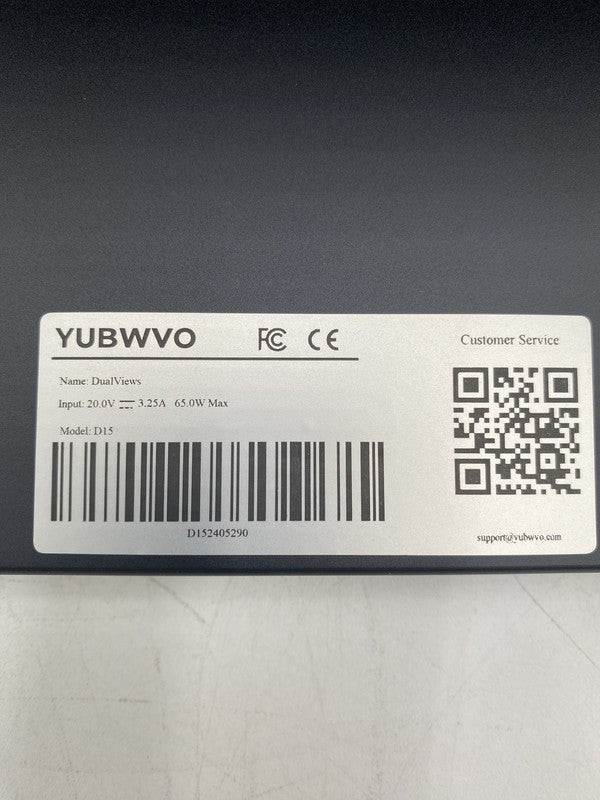 YUBWVO FC CE
Customer Service
Name: DualViews
Input: 20.0V ⎓ 3.25A 65.0W Max
Model: D15
D152405290
support@yubwvo.com